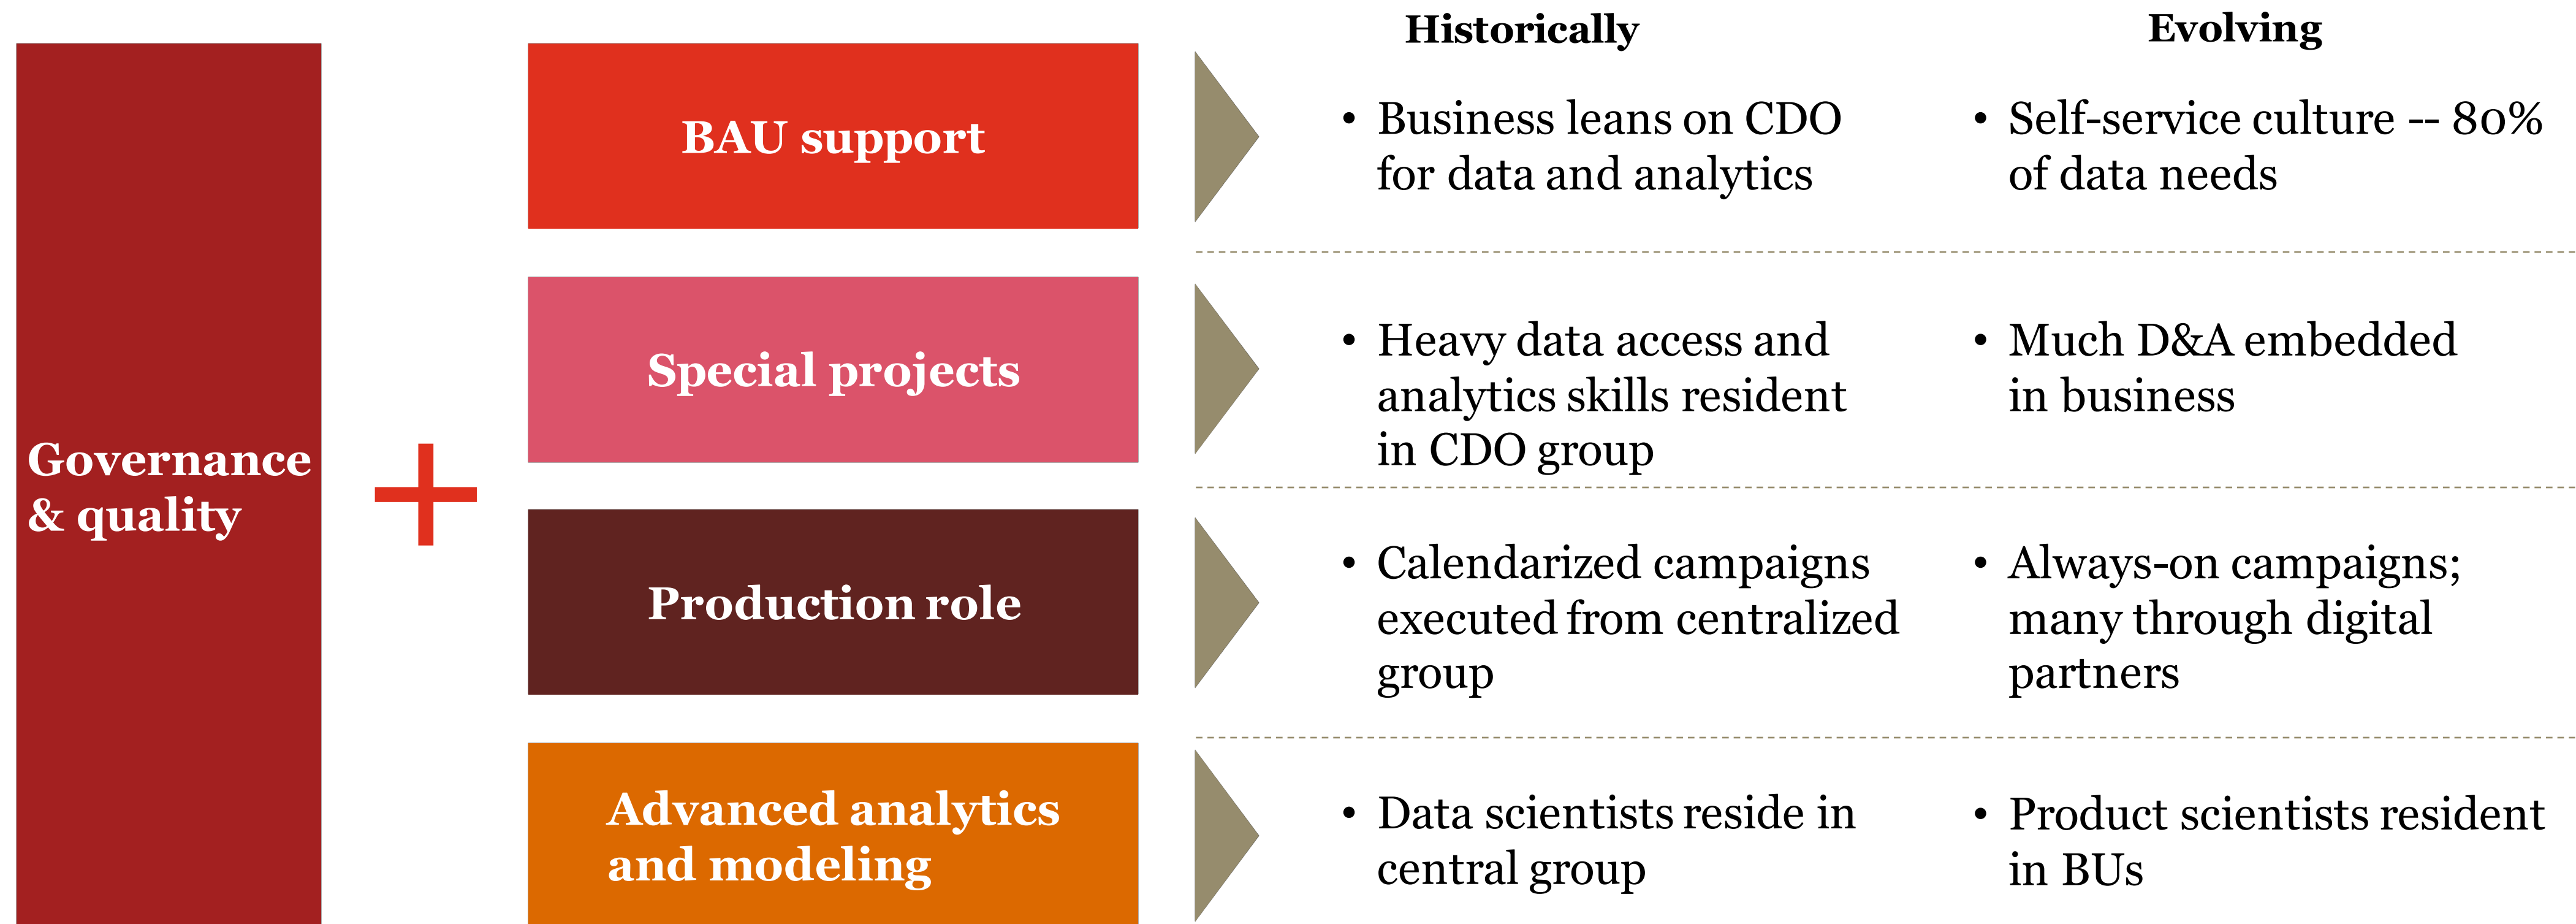 Historically
Evolving
Governance
& quality
BAU support
• Business leans on CDO
for data and analytics
• Self-service culture -- 80%
of data needs
Special projects
• Heavy data access and
analytics skills resident
in CDO group
• Much D&A embedded
in business
Production role
• Calendarized campaigns
executed from centralized
group
• Always-on campaigns;
many through digital
partners
Advanced analytics
and modeling
• Data scientists reside in
central group
• Product scientists resident
in BUs